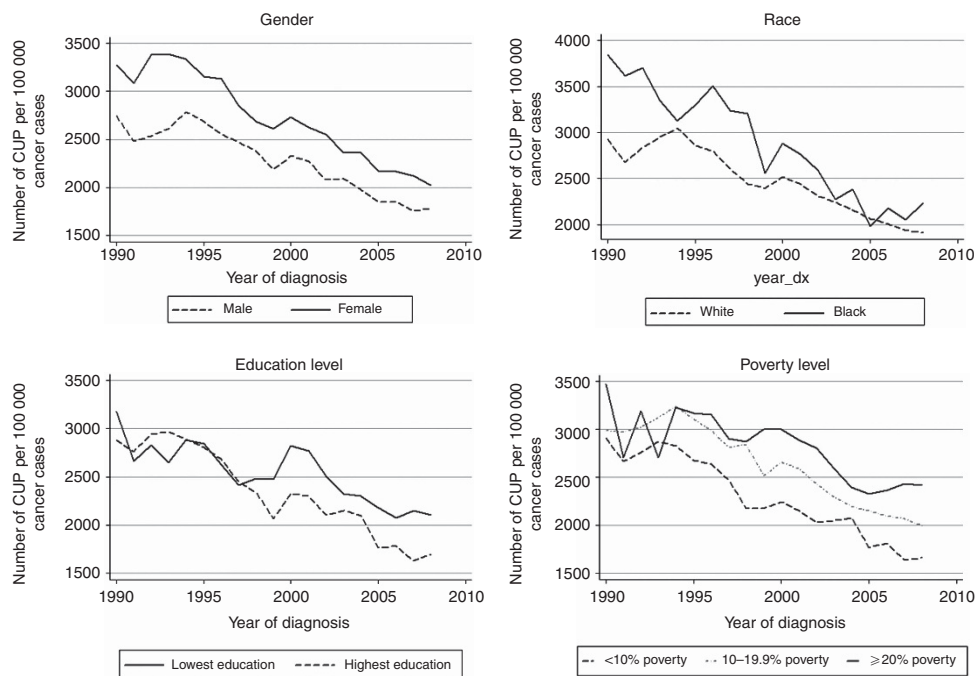 Gender
Number of CUP per 100 000
cancer cases
3500
3000
2500
2000
1500
1990 1995 2000 2005 2010
Year of diagnosis
Male Female
Race
Number of CUP per 100 000
cancer cases
4000
3500
3000
2500
2000
1990 1995 2000 2005 2010
year_dx
White Black
Education level
Number of CUP per 100 000
cancer cases
3500
3000
2500
2000
1500
1990 1995 2000 2005 2010
Year of diagnosis
Lowest education Highest education
Poverty level
Number of CUP per 100 000
cancer cases
3500
3000
2500
2000
1500
1990 1995 2000 2005 2010
Year of diagnosis
<10% poverty 10–19.9% poverty ⩾20% poverty